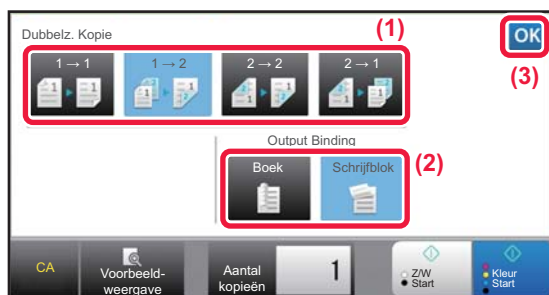 Dubbelz. Kopie
(1)
OK
(3)
1 → 1
1 → 2
2 → 2
2 → 1
Output Binding
Boek
Schrijfblok
(2)
CA
Voorbeeld-
weergave
Aantal
kopieën
1
Z/W
Start
Kleur
Start